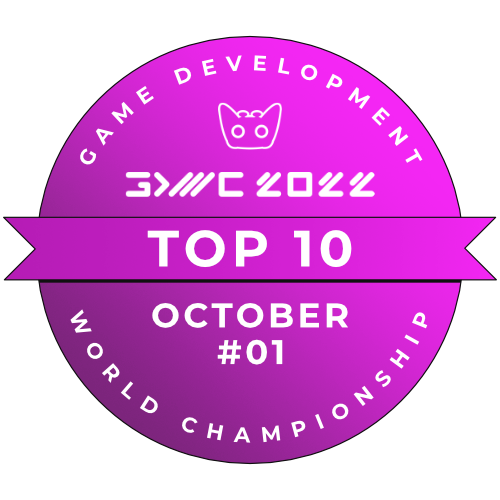 GAME DEVELOPMENT
GDWC 2022
TOP 10
OCTOBER
#01
WORLD CHAMPIONSHIP